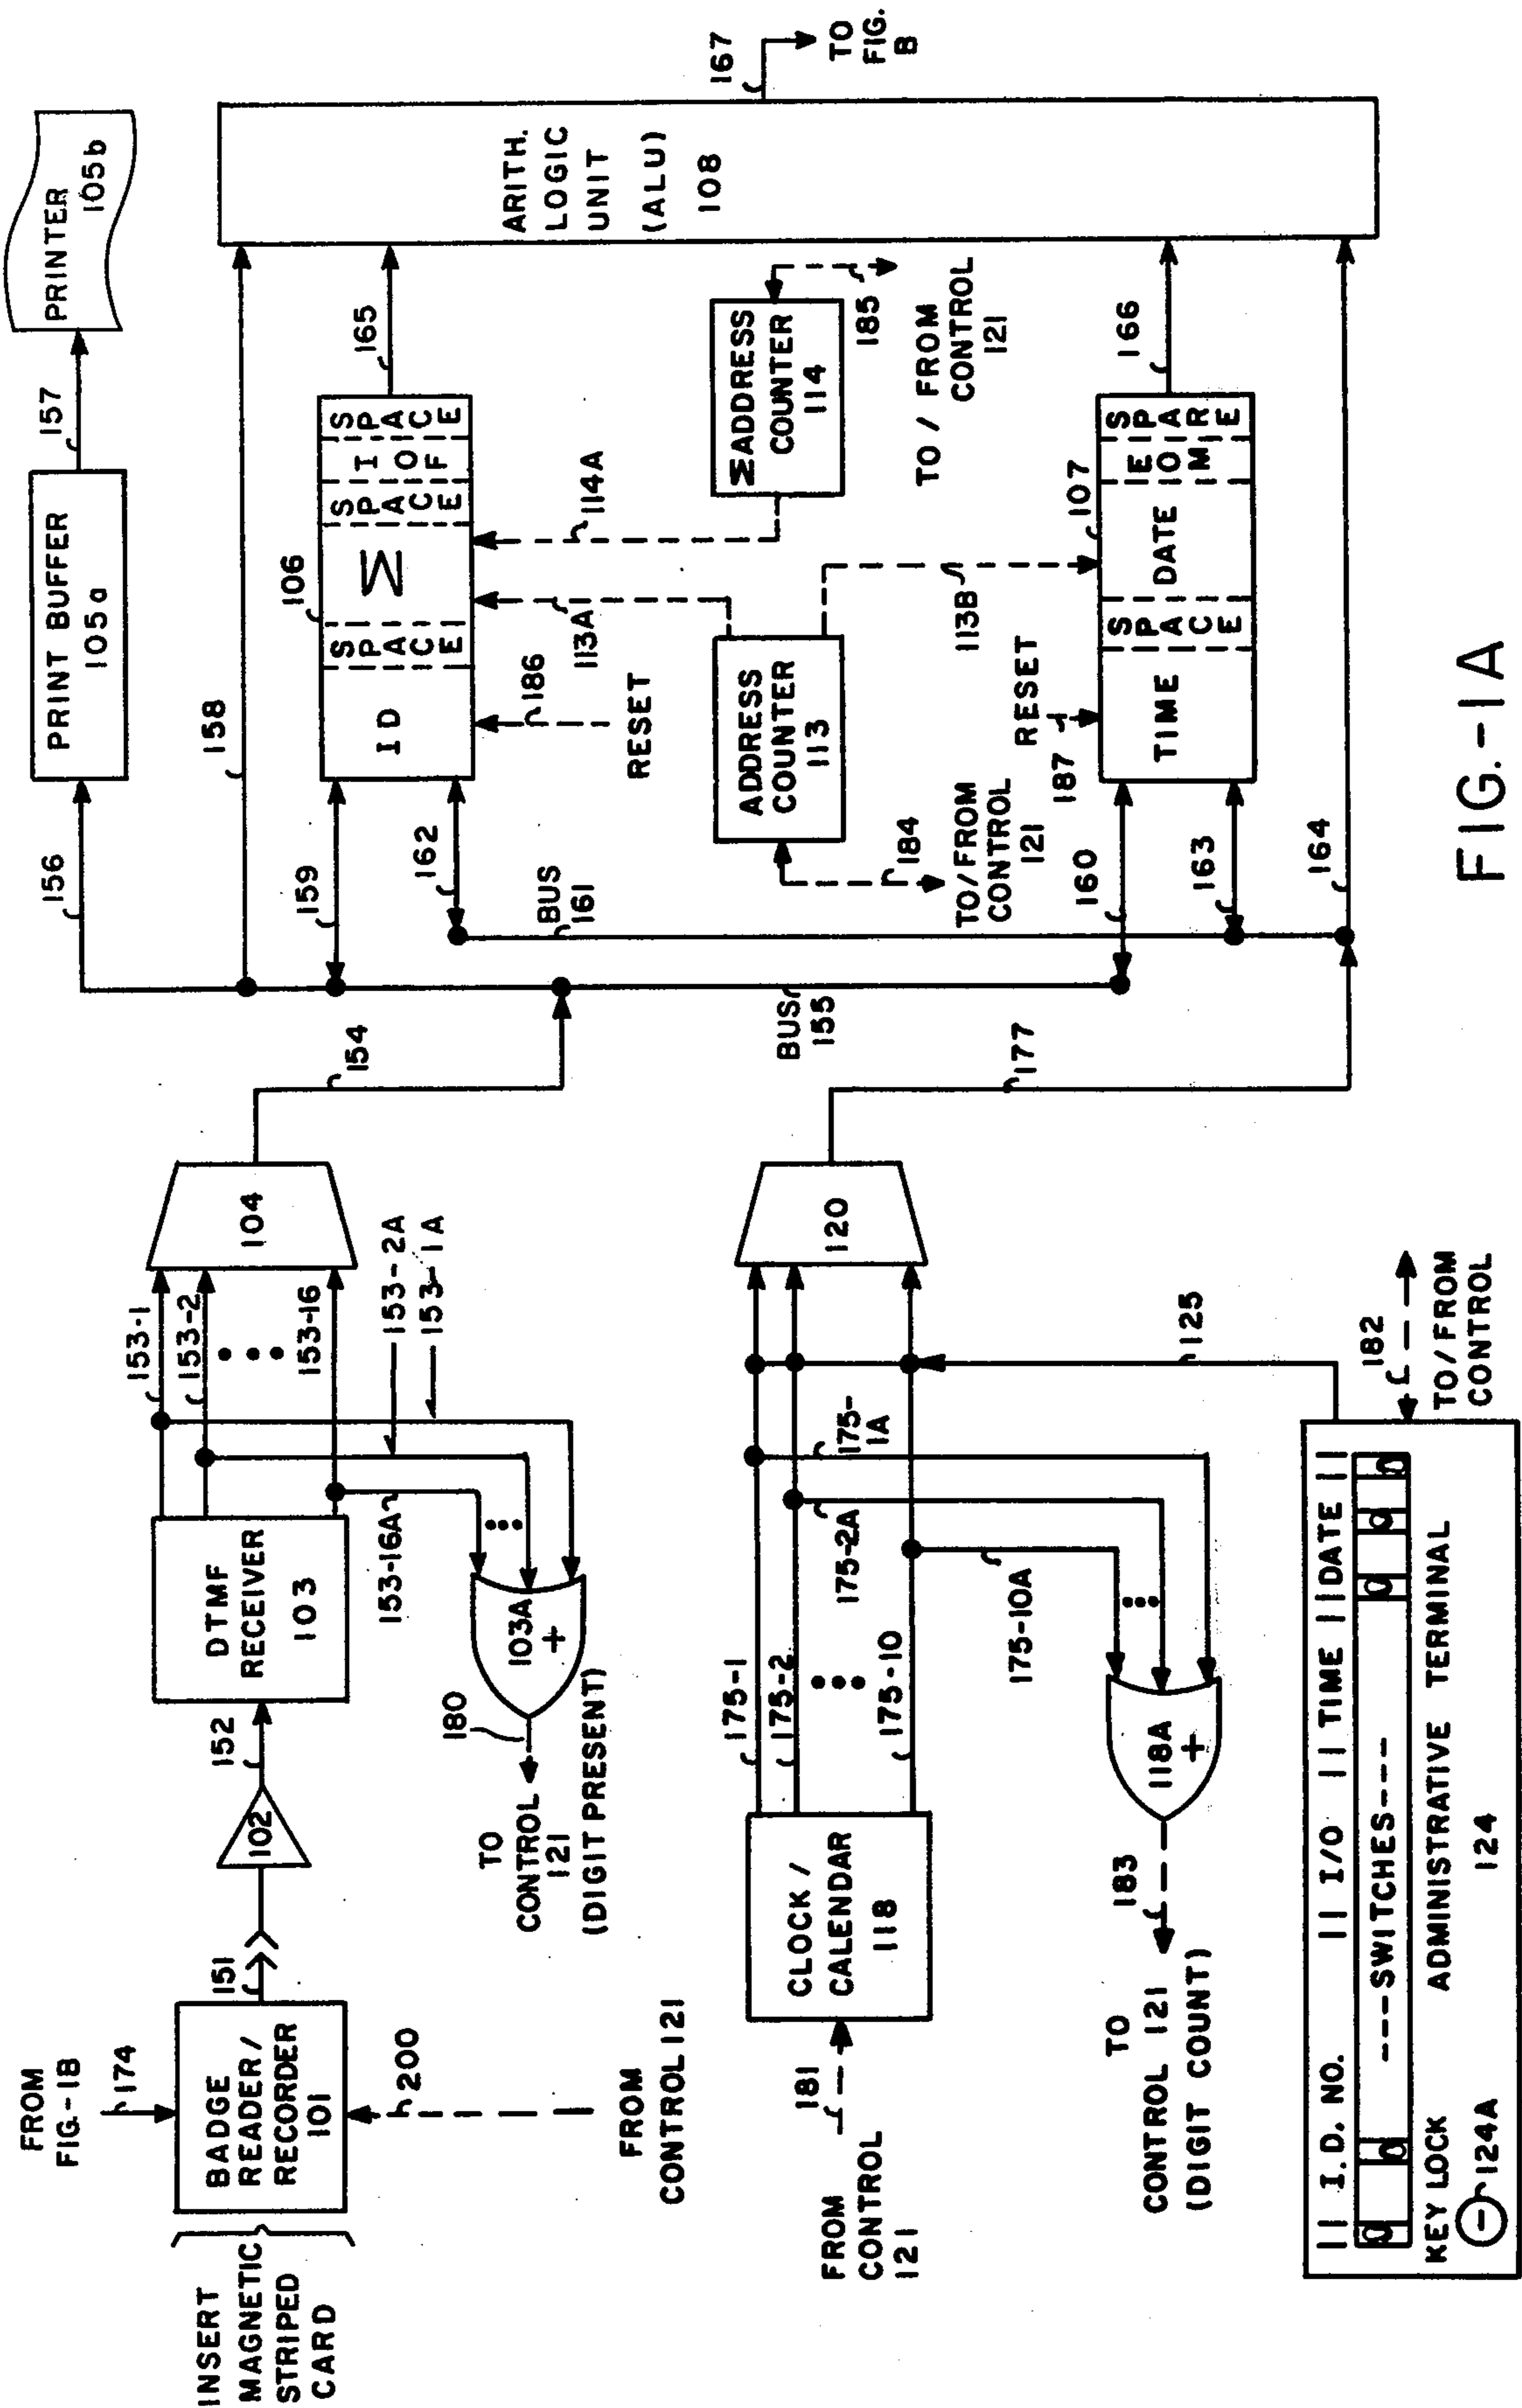 INSERT
MAGNETIC
STRIPED
CARD
FROM
FIG.-1B
174
BADGE
READER/
RECORDER
101
200
FROM
CONTROL 121
151
102
152
DTMF
RECEIVER
103
153-1
153-2
153-16
153-2A
153-1A
153-16A
103A
+
180
TO
CONTROL
121
(DIGIT PRESENT)
104
154
FROM
CONTROL
121
181
CLOCK /
CALENDAR
118
175-1
175-2
175-10
175-
1A
175-2A
175-10A
118A
+
183
TO
CONTROL 121
(DIGIT COUNT)
120
125
177
|| I.D. NO. || I/O || TIME || DATE ||
---SWITCHES---
KEY LOCK
124A
ADMINISTRATIVE TERMINAL
124
182
TO/FROM
CONTROL
156
PRINT BUFFER
105a
157
PRINTER
105b
158
159
162
BUS
161
BUS
155
160
163
164
106
ID
SPACE
Σ
SPACE
IOF
SPACE
165
186
RESET
113A
114A
ADDRESS
COUNTER
113
184
TO/FROM
CONTROL
121
113B
ΣADDRESS
COUNTER
114
185
TO / FROM
CONTROL
121
RESET
187
107
TIME
SPACE
DATE
EOM
SPARE
166
ARITH.
LOGIC
UNIT
(ALU)
108
167
TO
FIG.
B
FIG.-1A